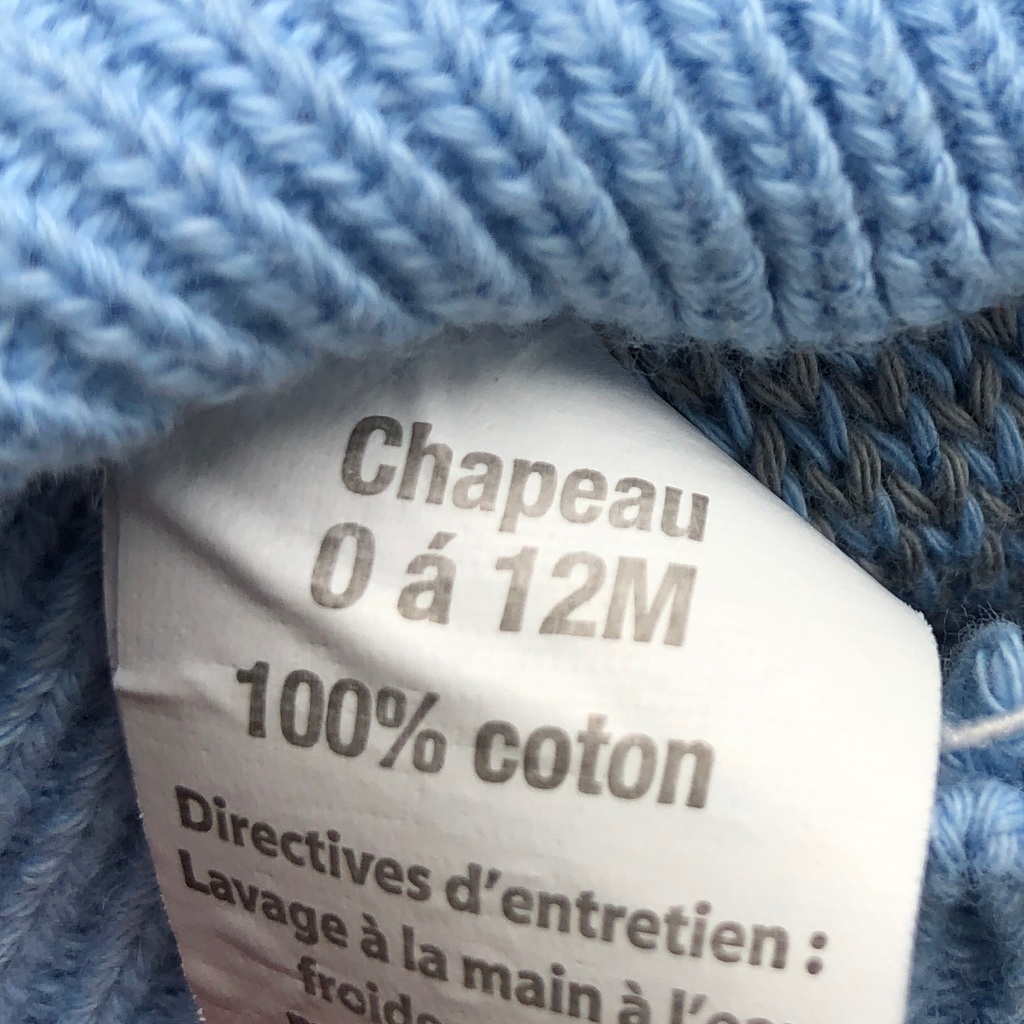 Chapeau
0 á 12M
100% coton
Directives d'entretien :
Lavage à la main à